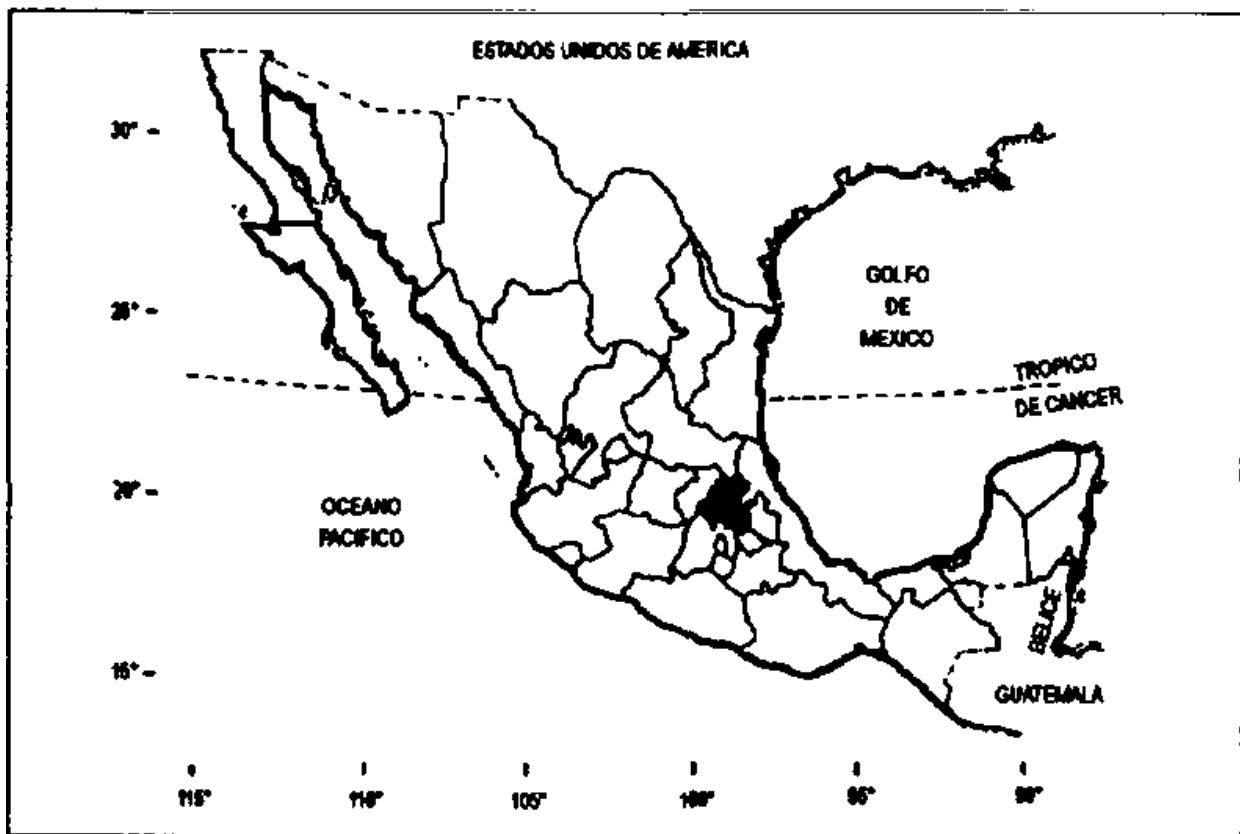 ESTADOS UNIDOS DE AMERICA
30°
25°
GOLFO
DE
MEXICO
TROPICO
DE CANCER
20°
OCEANO
PACIFICO
BELICE
15°
GUATEMALA
115°
110°
105°
100°
95°
90°